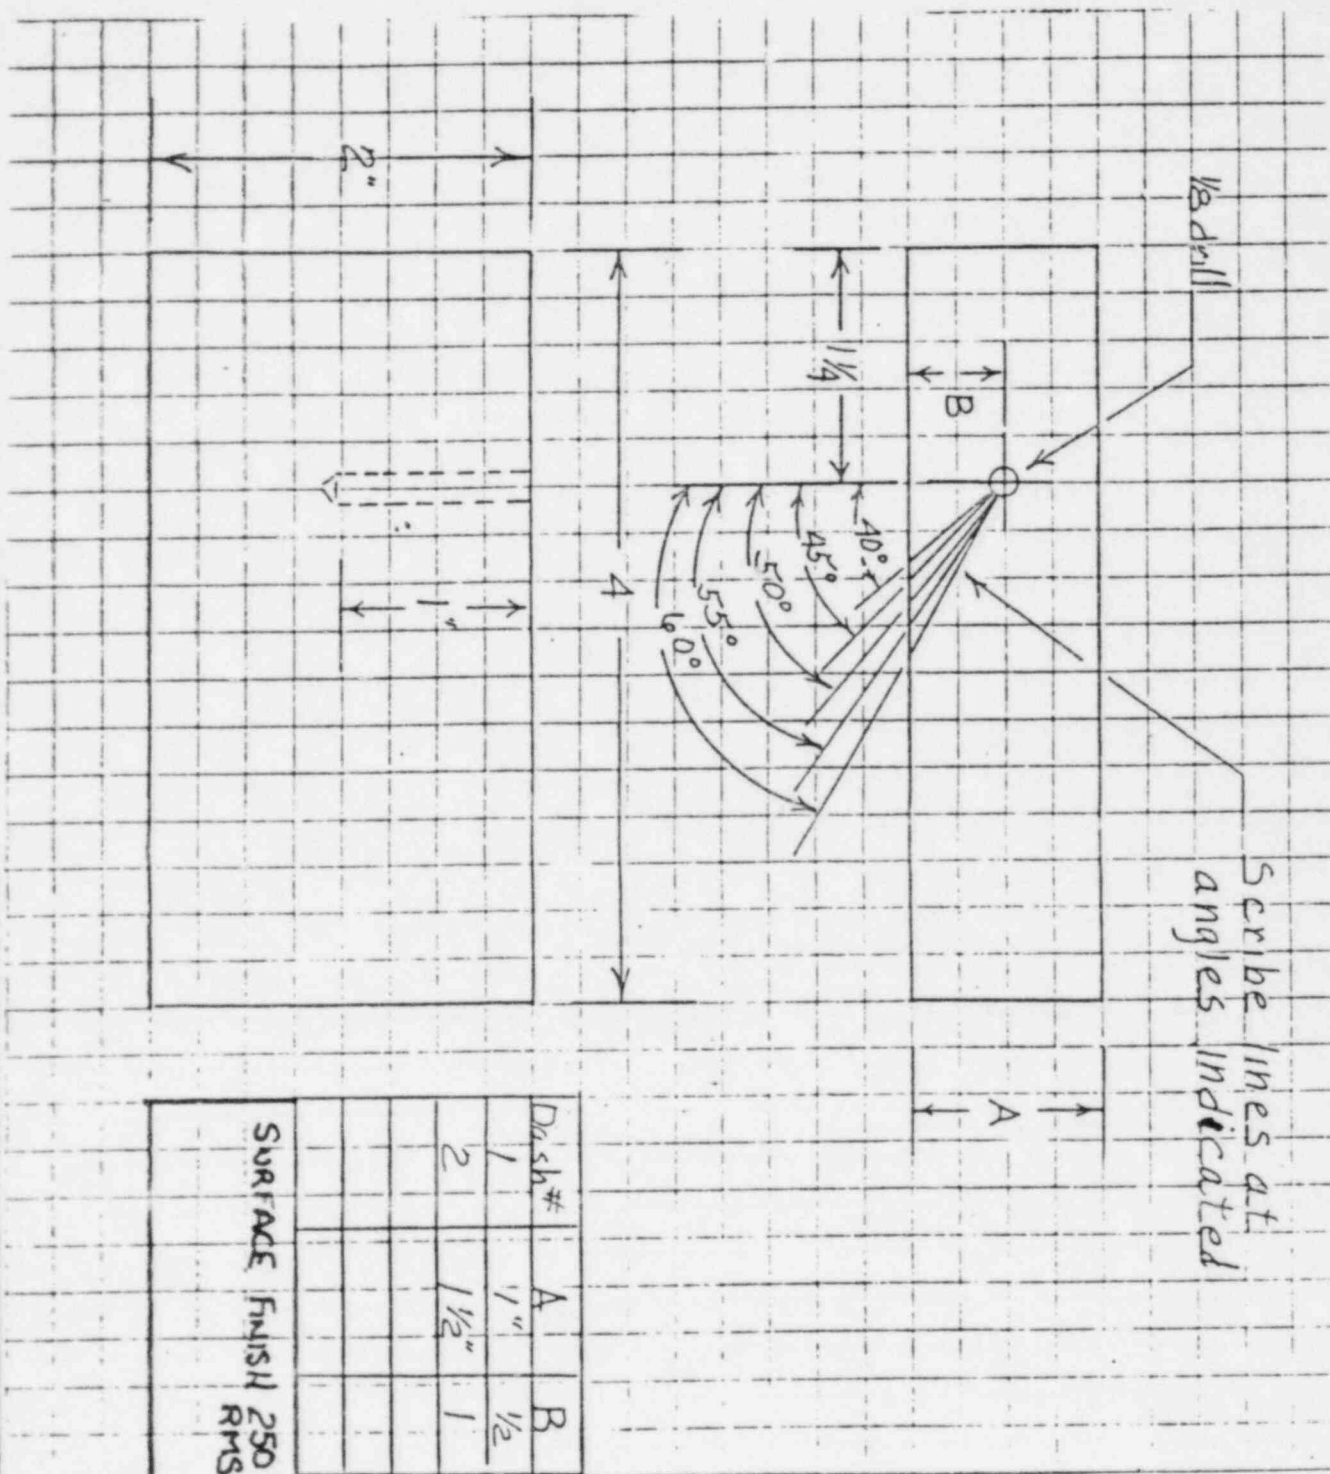 1/8 drill
Scribe lines at
angles indicated
B
A
1 1/4
40°
45°
50°
55°
60°
4
2"
1"
Dash# A B
1 1" 1/2
2 1 1/2" 1
SURFACE FINISH 250
RMS